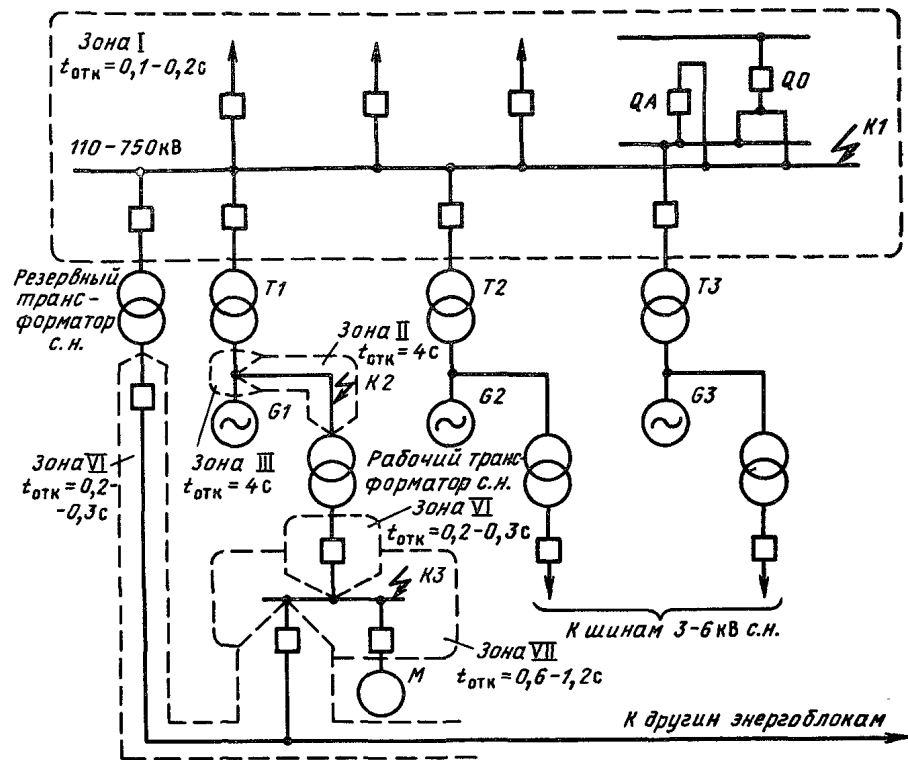 Зона I
tотк=0,1-0,2с
QA
QO
K1
110-750кВ
Резервный
транс-
форматор
с.н.
T1
T2
T3
Зона II
tотк=4с
K2
G1
G2
G3
Зона VI
tотк=0,2-
-0,3с
Зона III
tотк=4с
Рабочий транс-
форматор с.н.
Зона VI
tотк=0,2-0,3с
K3
К шинам 3-6кВ с.н.
Зона VII
tотк=0,6-1,2с
M
К другин энергоблокам